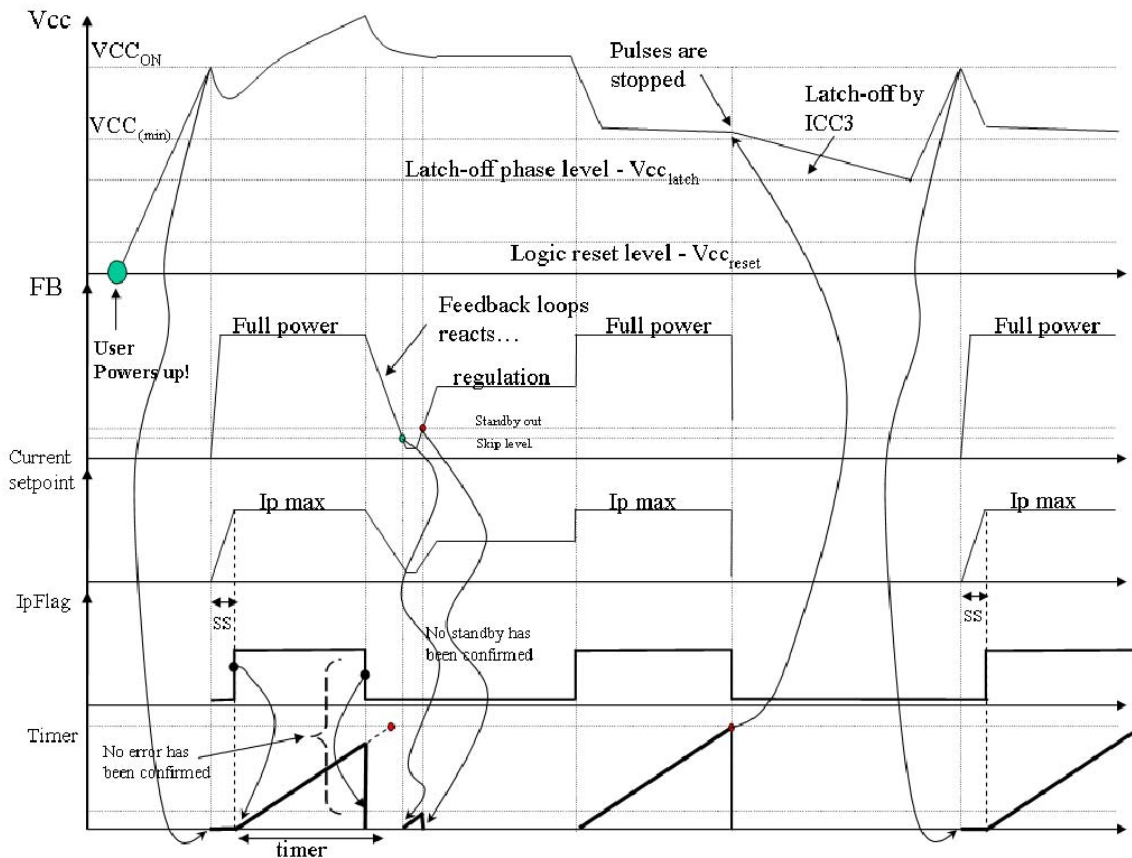 Vcc
VCC_ON
Pulses are
stopped
Latch-off by
ICC3
VCC_(min)
Latch-off phase level - Vcc_latch
Logic reset level - Vcc_reset
FB
User
Powers up!
Full power
Feedback loops
reacts...
regulation
Full power
Full power
Standby out
Skip level
Current
setpoint
Ip max
Ip max
Ip max
IpFlag
SS
SS
No standby has
been confirmed
Timer
No error has
been confirmed
timer